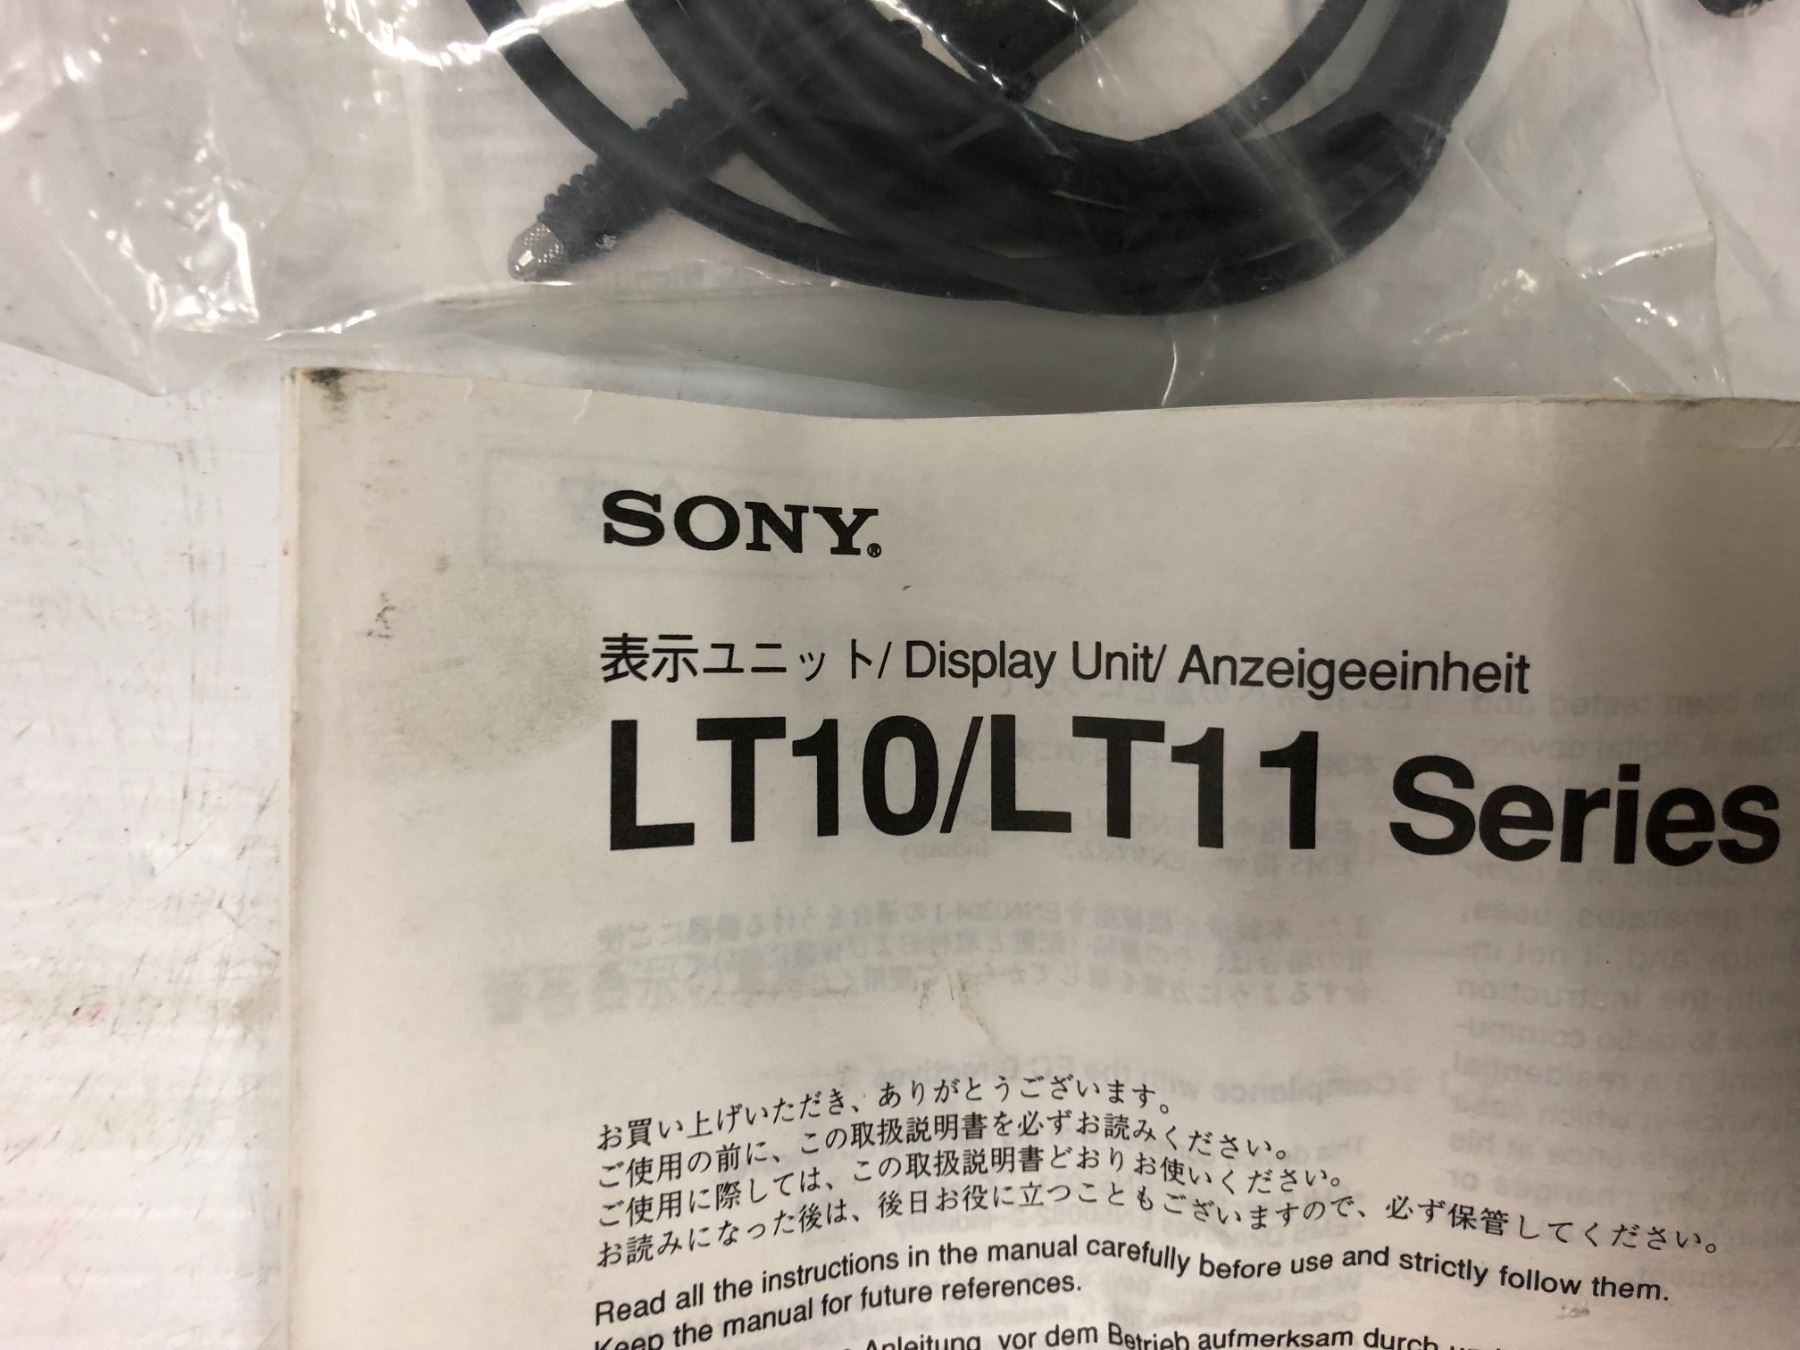 SONY®
表示ユニット/ Display Unit/ Anzeigeeinheit
LT10/LT11 Series
お買い上げいただき、ありがとうございます。
ご使用の前に、この取扱説明書を必ずお読みください。
ご使用に際しては、この取扱説明書どおりお使いください。
お読みになった後は、後日お役に立つこともございますので、必ず保管してください。
Read all the instructions in the manual carefully before use and strictly follow them.
Keep the manual for future references.
Anleitung vor dem Betrieb aufmerksam durch